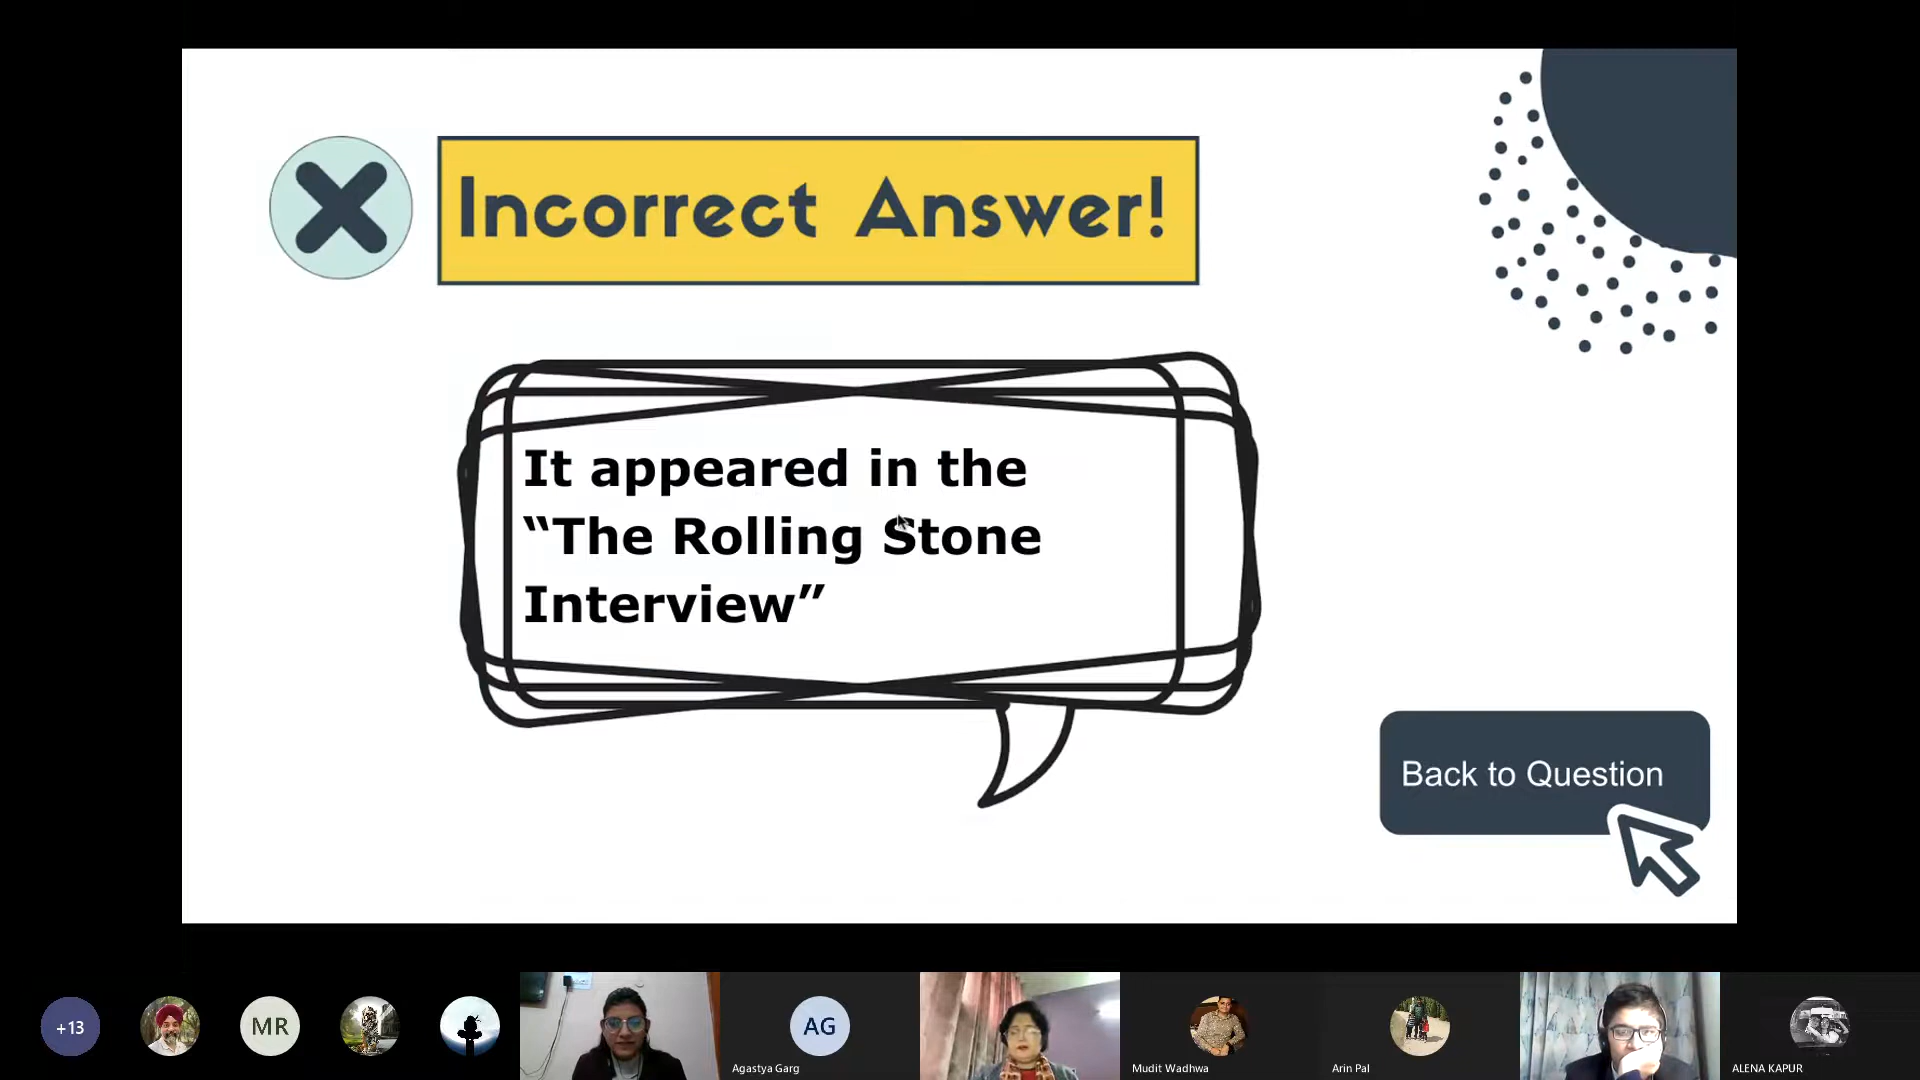 Incorrect Answer!
It appeared in the
“The Rolling Stone
Interview”
Back to Question
+13
MR
AG
Agastya Garg
Mudit Wadhwa
Arin Pal
ALENA KAPUR